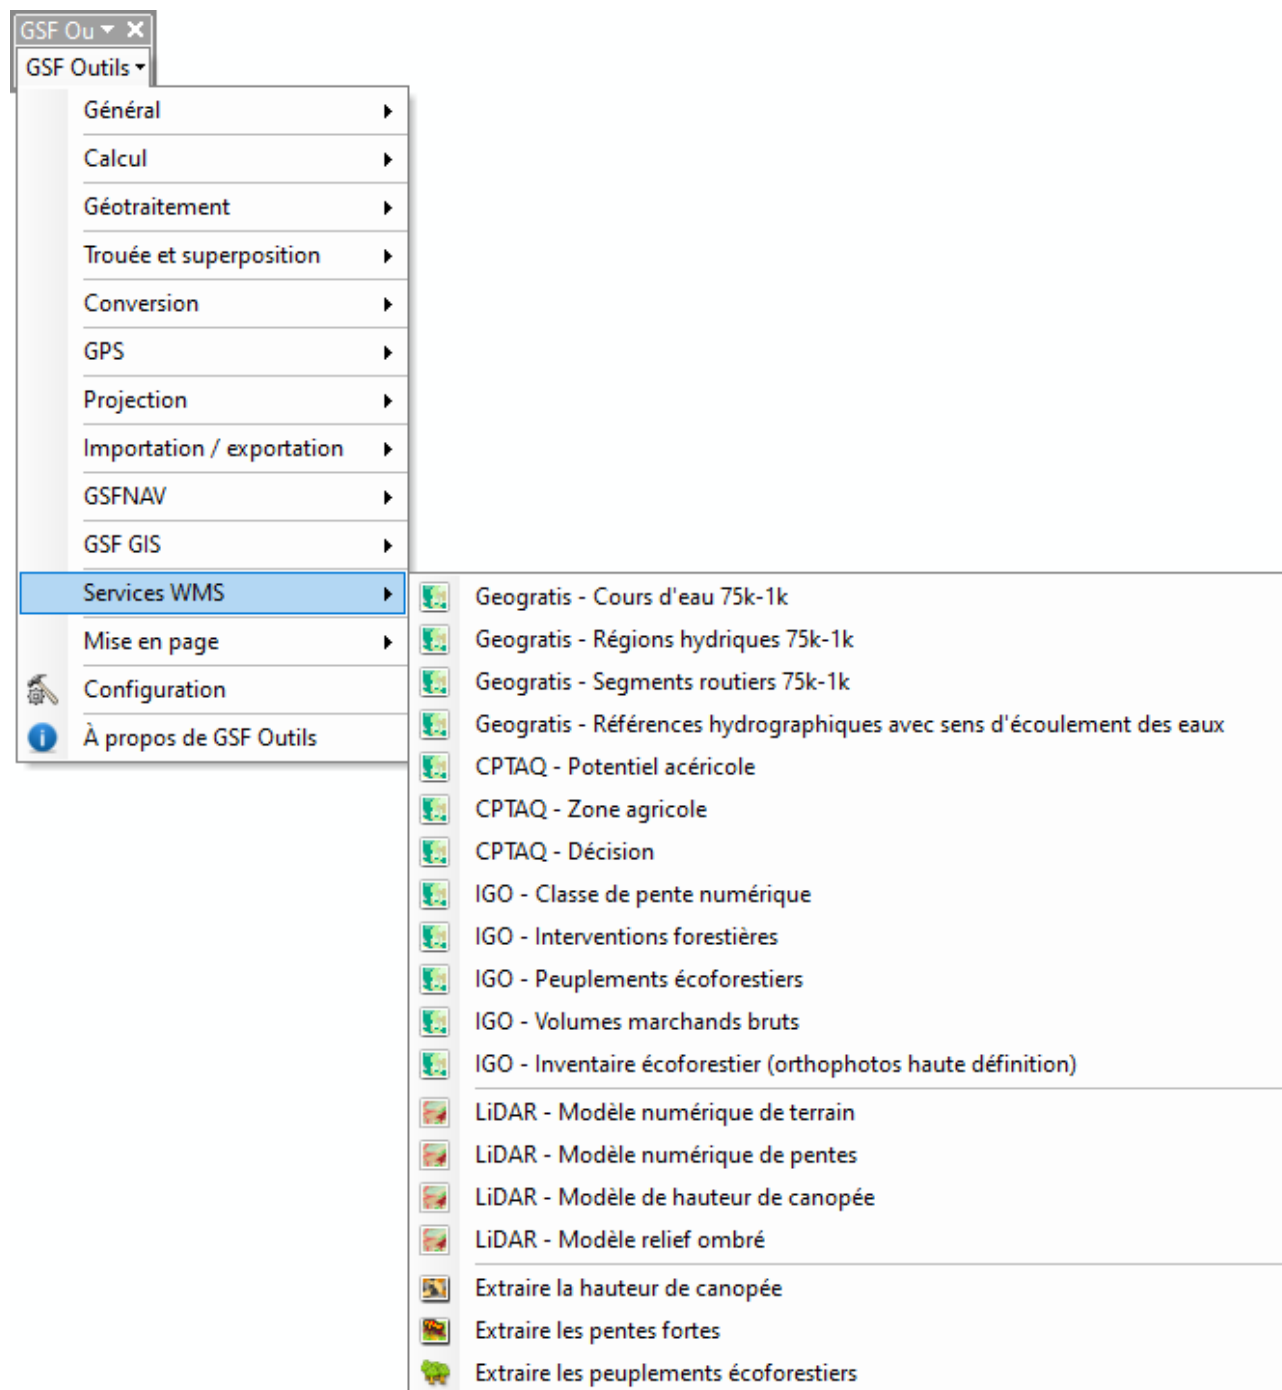 GSF Ou
GSF Outils
Général
Calcul
Géotraitement
Trouée et superposition
Conversion
GPS
Projection
Importation / exportation
GSFNAV
GSF GIS
Services WMS
Mise en page
Configuration
À propos de GSF Outils
Geogratis - Cours d'eau 75k-1k
Geogratis - Régions hydriques 75k-1k
Geogratis - Segments routiers 75k-1k
Geogratis - Références hydrographiques avec sens d'écoulement des eaux
CPTAQ - Potentiel acéricole
CPTAQ - Zone agricole
CPTAQ - Décision
IGO - Classe de pente numérique
IGO - Interventions forestières
IGO - Peuplements écoforestiers
IGO - Volumes marchands bruts
IGO - Inventaire écoforestier (orthophotos haute définition)
LiDAR - Modèle numérique de terrain
LiDAR - Modèle numérique de pentes
LiDAR - Modèle de hauteur de canopée
LiDAR - Modèle relief ombré
Extraire la hauteur de canopée
Extraire les pentes fortes
Extraire les peuplements écoforestiers